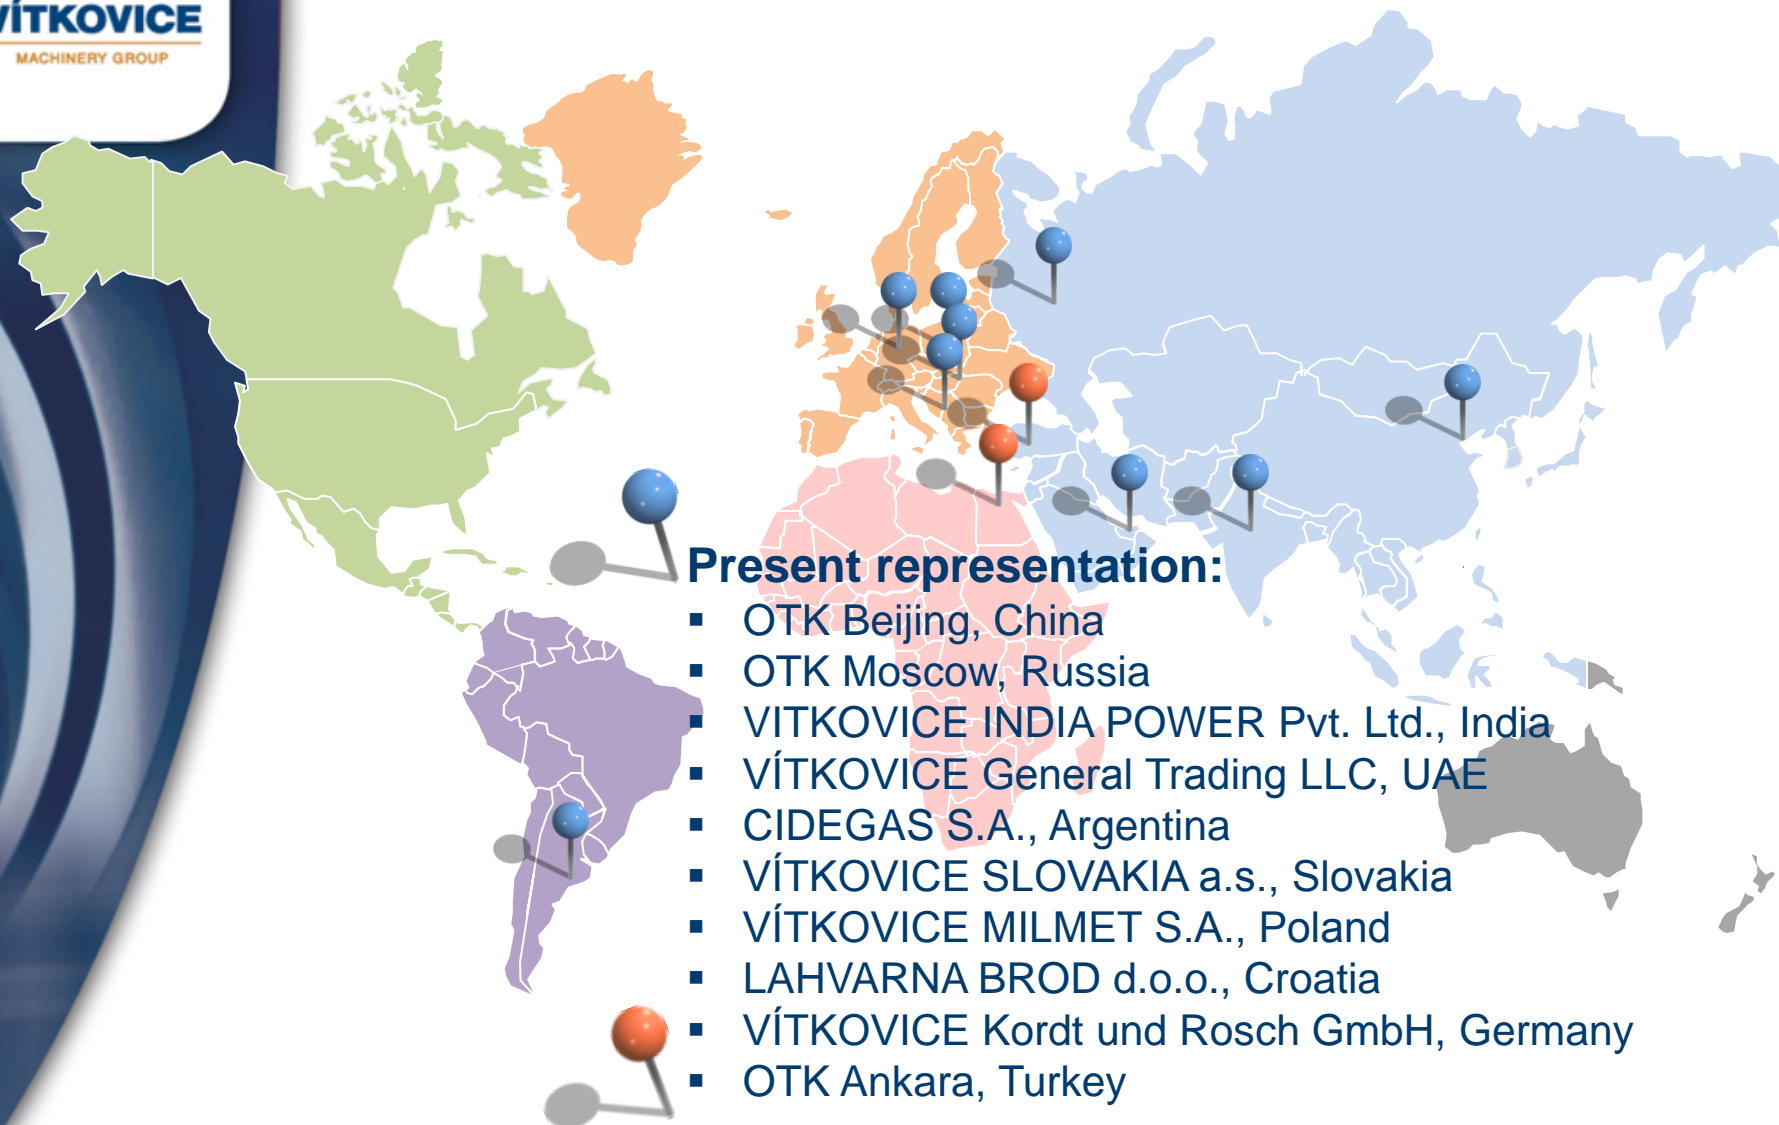 VÍTKOVICE
MACHINERY GROUP
Present representation:
▪ OTK Beijing, China
▪ OTK Moscow, Russia
▪ VITKOVICE INDIA POWER Pvt. Ltd., India
▪ VÍTKOVICE General Trading LLC, UAE
▪ CIDEGAS S.A., Argentina
▪ VÍTKOVICE SLOVAKIA a.s., Slovakia
▪ VÍTKOVICE MILMET S.A., Poland
▪ LAHVARNA BROD d.o.o., Croatia
▪ VÍTKOVICE Kordt und Rosch GmbH, Germany
▪ OTK Ankara, Turkey